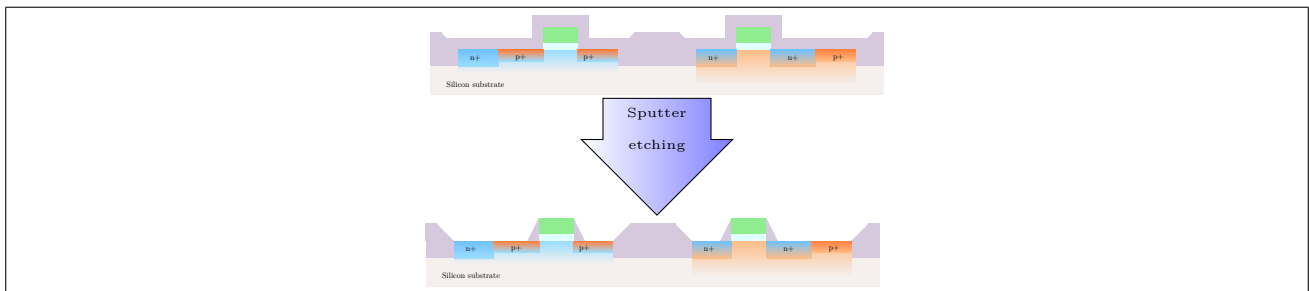 n+ p+ p+ n+ n+ p+
Silicon substrate
Sputter
etching
n+ p+ p+ n+ n+ p+
Silicon substrate